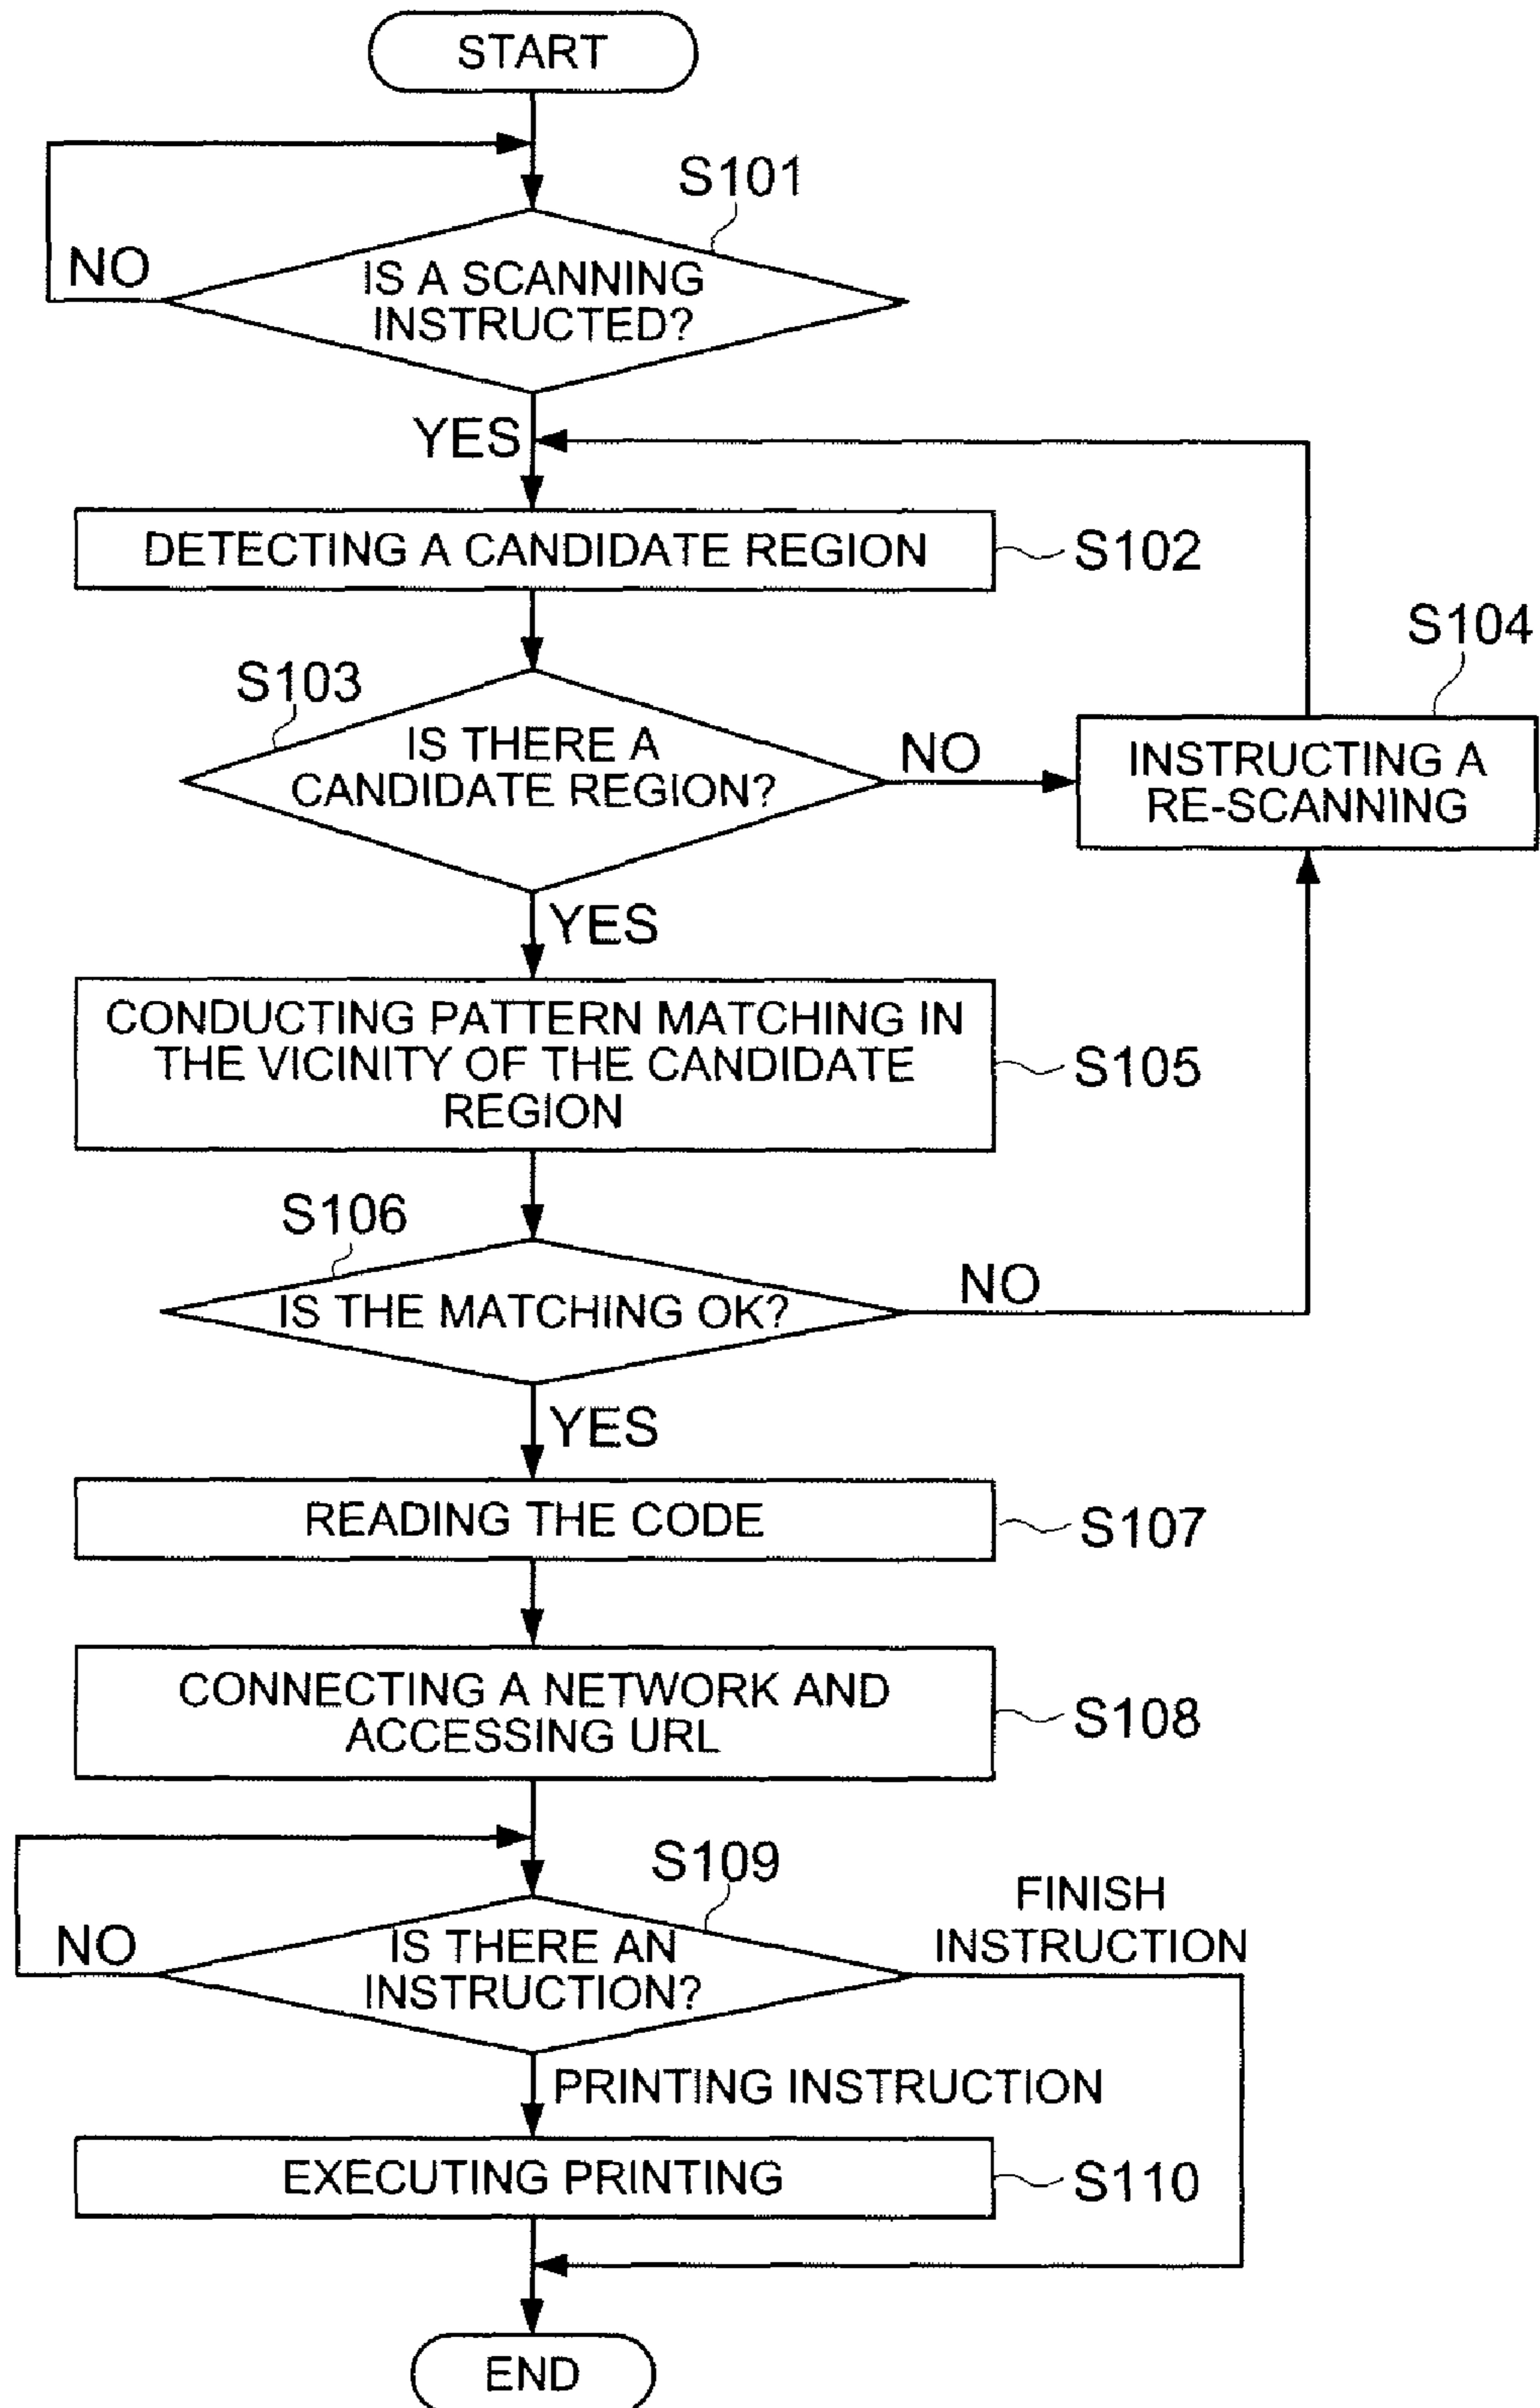 START
S101
NO
IS A SCANNING
INSTRUCTED?
YES
DETECTING A CANDIDATE REGION
S102
S104
S103
IS THERE A
CANDIDATE REGION?
NO
INSTRUCTING A
RE-SCANNING
YES
CONDUCTING PATTERN MATCHING IN
THE VICINITY OF THE CANDIDATE
REGION
S105
S106
IS THE MATCHING OK?
NO
YES
READING THE CODE
S107
CONNECTING A NETWORK AND
ACCESSING URL
S108
S109
NO
IS THERE AN
INSTRUCTION?
FINISH
INSTRUCTION
PRINTING INSTRUCTION
EXECUTING PRINTING
S110
END